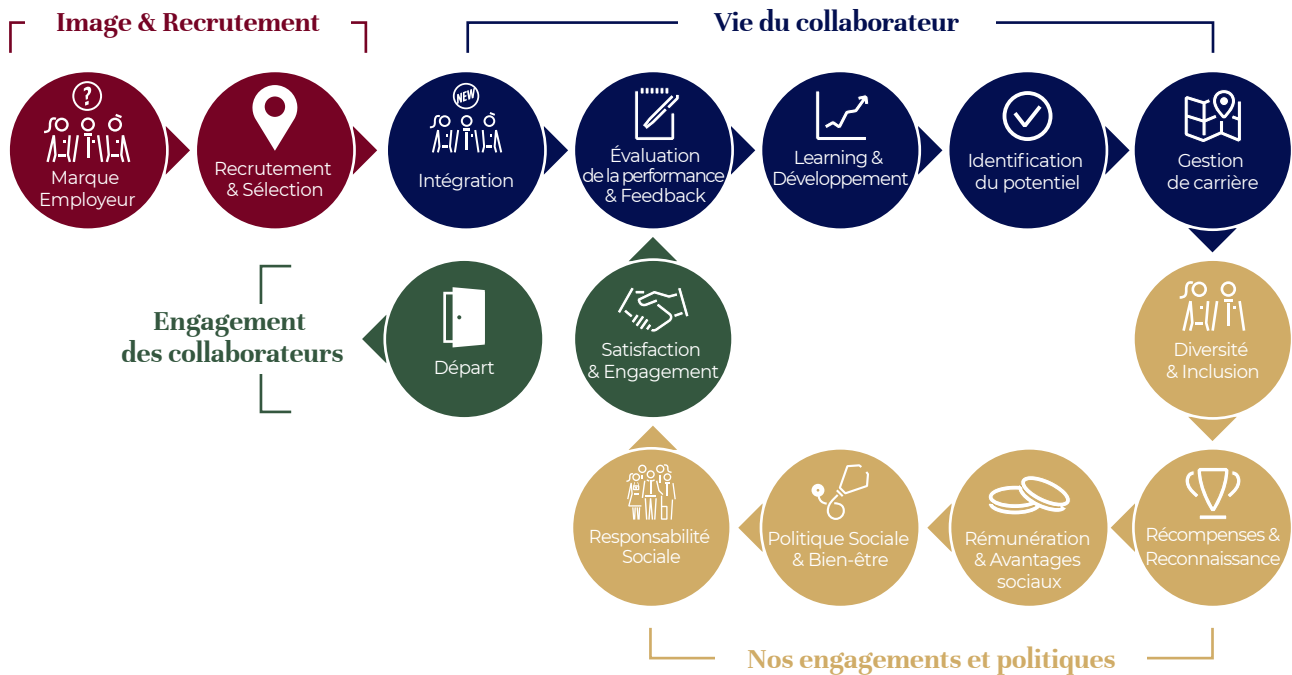 Image & Recrutement
Vie du collaborateur
?
Marque
Employeur
Recrutement
& Sélection
NEW
Intégration
Évaluation
de la performance
& Feedback
Learning &
Développement
Identification
du potentiel
Gestion
de carrière
Engagement
des collaborateurs
Départ
Satisfaction
& Engagement
Diversité
& Inclusion
Responsabilité
Sociale
Politique Sociale
& Bien-être
Rémunération
& Avantages
sociaux
Récompenses &
Reconnaissance
Nos engagements et politiques